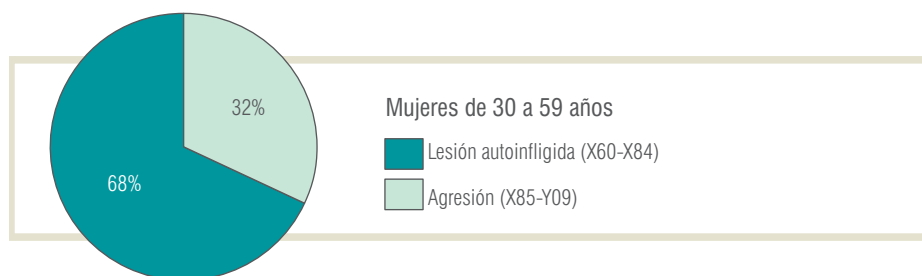 32%
68%
Mujeres de 30 a 59 años
Lesión autoinfligida (X60-X84)
Agresión (X85-Y09)